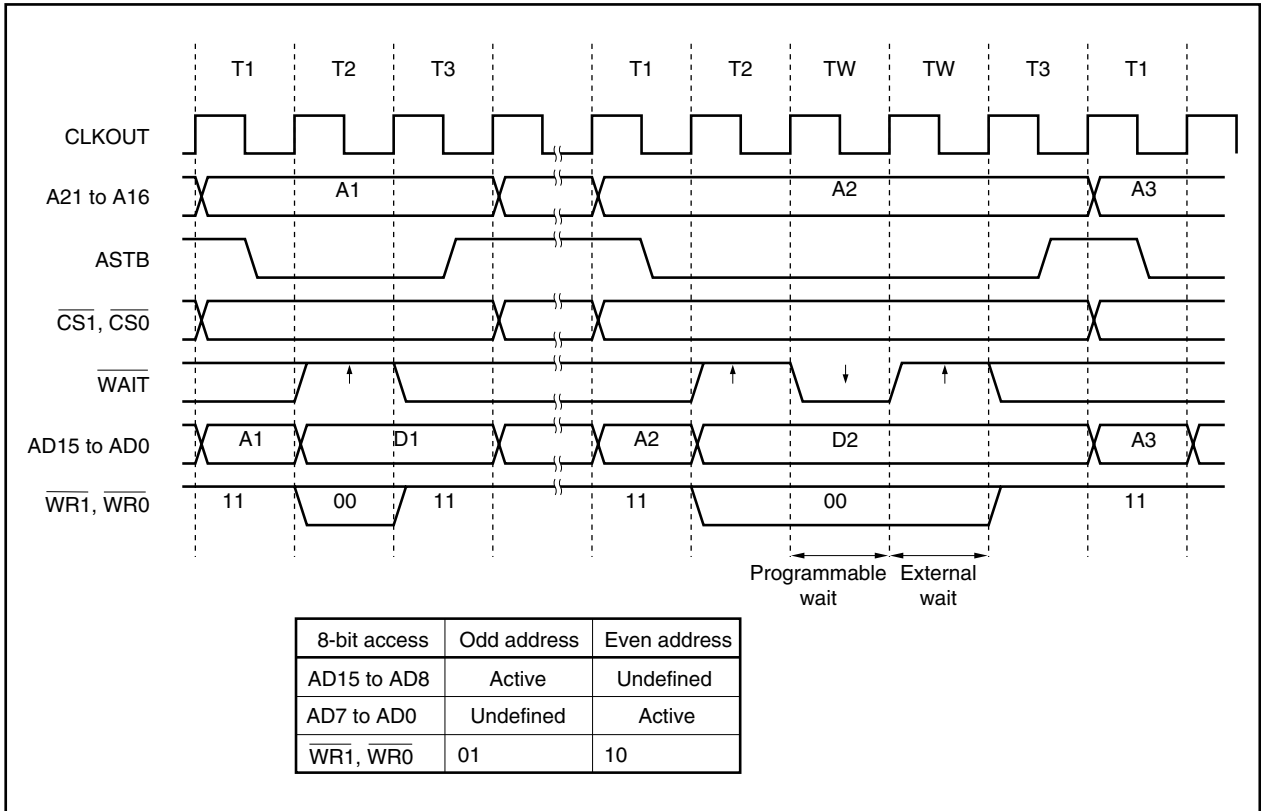 T1 T2 T3 T1 T2 TW TW T3 T1
CLKOUT
A21 to A16 A1 A2 A3
ASTB
CS1, CS0
WAIT
AD15 to AD0 A1 D1 A2 D2 A3
WR1, WR0 11 00 11 11 00 11
Programmable wait
External wait
8-bit access Odd address Even address
AD15 to AD8 Active Undefined
AD7 to AD0 Undefined Active
WR1, WR0 01 10